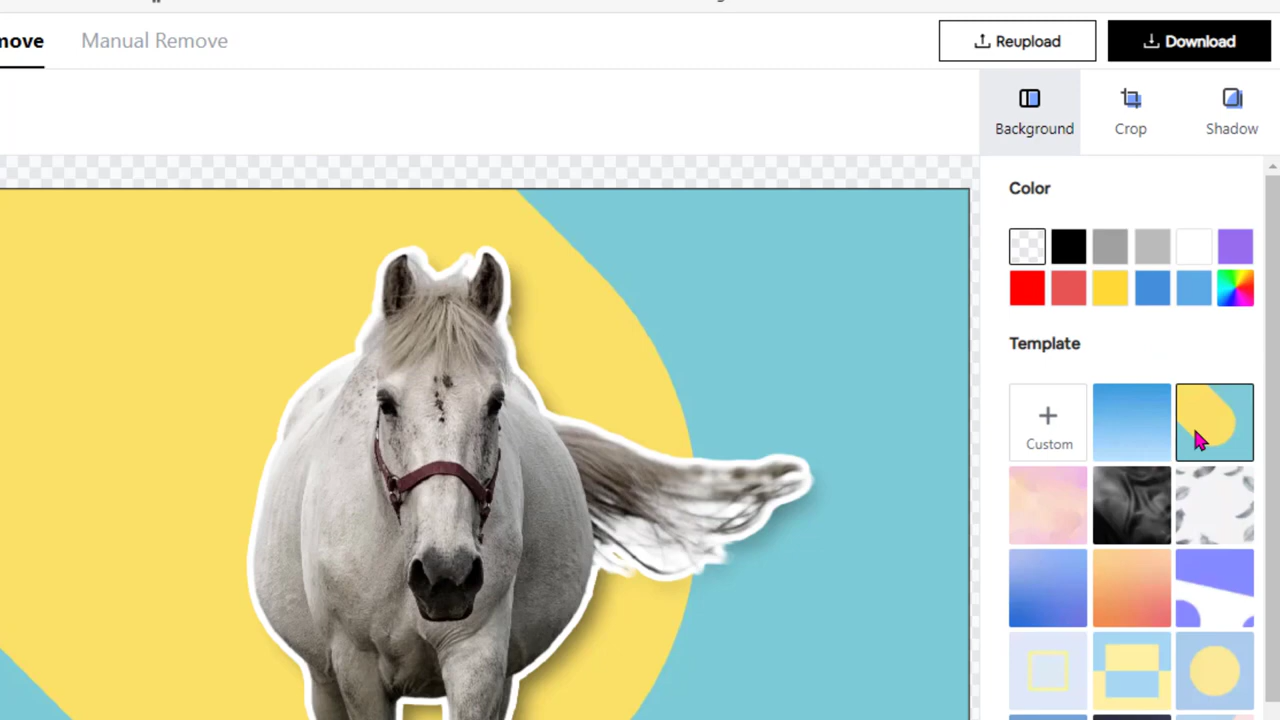 move
Manual Remove
Reupload
Download
Background
Crop
Shadow
Color
Template
Custom